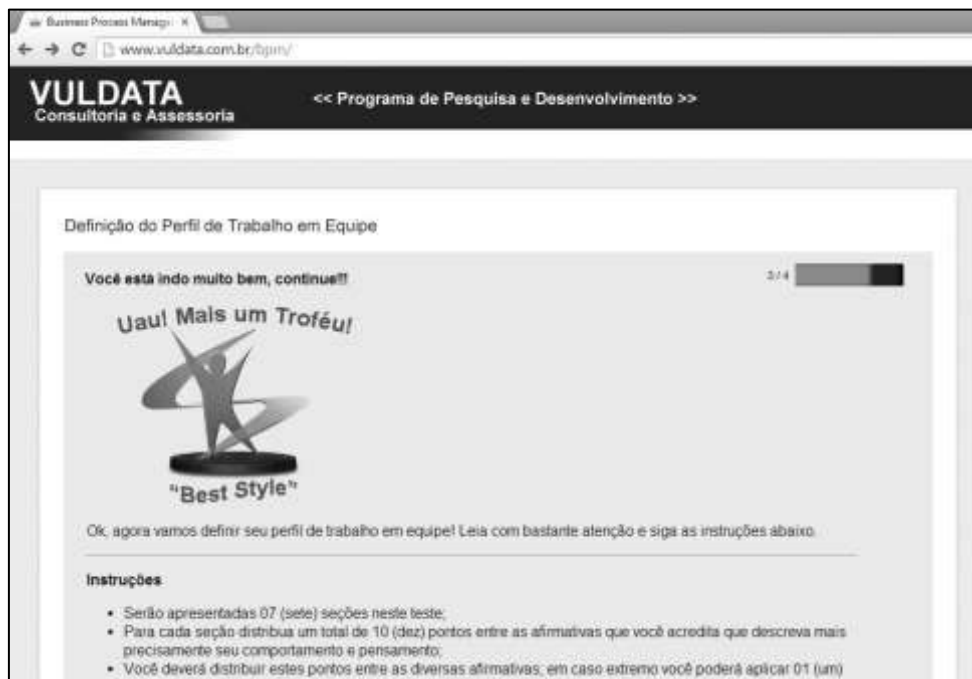 Business Process Manag
www.vuldata.com.br/bpm/
VULDATA
Consultoria e Assessoria
<< Programa de Pesquisa e Desenvolvimento >>
Definição do Perfil de Trabalho em Equipe
Você está indo muito bem, continue!!!
3 / 4
Uau! Mais um Troféu!
"Best Style"
Ok, agora vamos definir seu perfil de trabalho em equipe! Leia com bastante atenção e siga as instruções abaixo.
Instruções
• Serão apresentadas 07 (sete) seções neste teste;
• Para cada seção distribua um total de 10 (dez) pontos entre as afirmativas que você acredita que descreva mais
precisamente seu comportamento e pensamento;
• Você deverá distribuir estes pontos entre as diversas afirmativas; em caso extremo você poderá aplicar 01 (um)